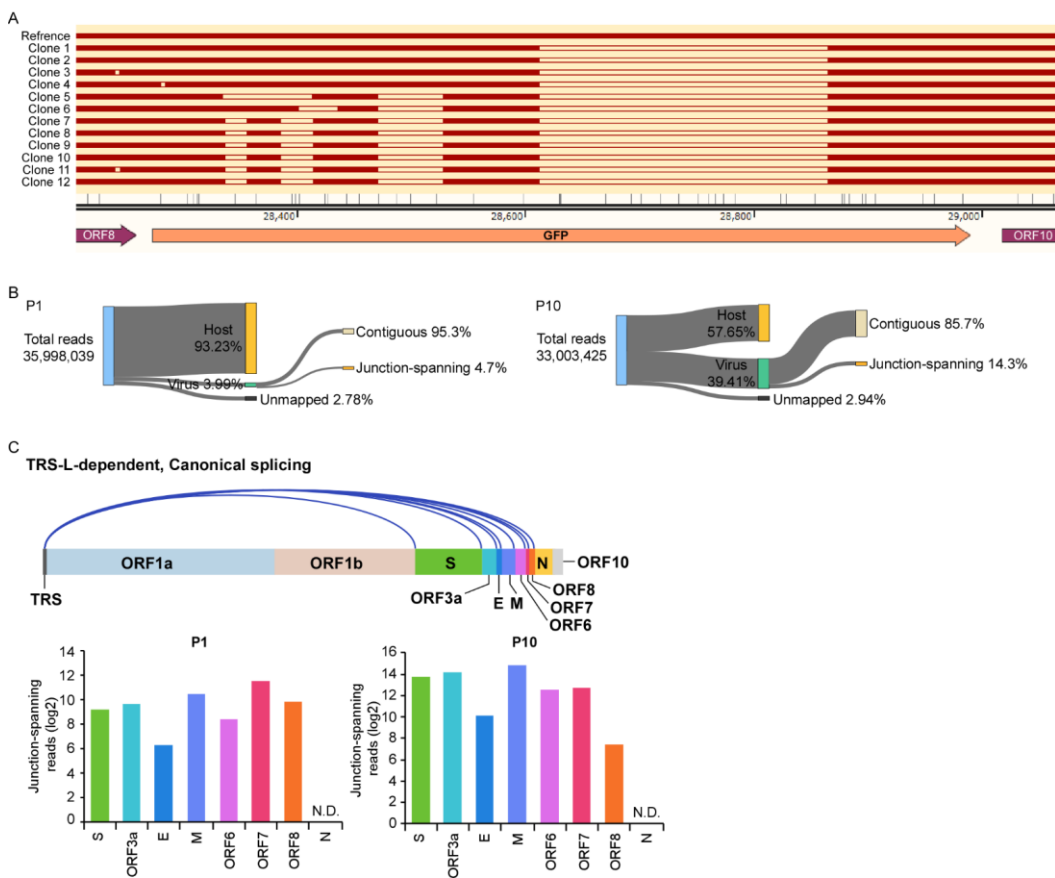 A
Refrence
Clone 1
Clone 2
Clone 3
Clone 4
Clone 5
Clone 6
Clone 7
Clone 8
Clone 9
Clone 10
Clone 11
Clone 12
28,400 28,600 28,800 29,000
ORF8 GFP ORF10
B
P1
Total reads
35,998,039
Host
93.23%
Virus 3.99%
Contiguous 95.3%
Junction-spanning 4.7%
Unmapped 2.78%
P10
Total reads
33,003,425
Host
57.65%
Virus
39.41%
Contiguous 85.7%
Junction-spanning 14.3%
Unmapped 2.94%
C
TRS-L-dependent, Canonical splicing
ORF1a ORF1b S N ORF10
TRS ORF3a E M ORF8
ORF7
ORF6
P1
Junction-spanning
reads (log2)
14
12
10
8
6
4
2
0
N.D.
S ORF3a E M ORF6 ORF7 ORF8 N
P10
Junction-spanning
reads (log2)
16
14
12
10
8
6
4
2
0
N.D.
S ORF3a E M ORF6 ORF7 ORF8 N